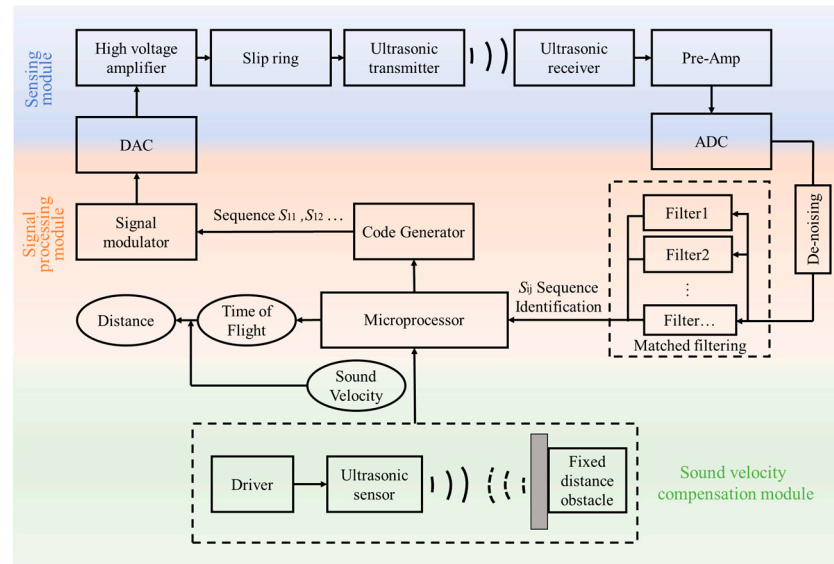 Sensing
module
High voltage
amplifier
Slip ring
Ultrasonic
transmitter
Ultrasonic
receiver
Pre-Amp
DAC
ADC
Signal
processing
module
Signal
modulator
Sequence S11 ,S12 …
Code Generator
Filter1
Filter2
⋮
Filter…
Matched filtering
De-noising
Sij Sequence
Identification
Distance
Time of
Flight
Microprocessor
Sound
Velocity
Driver
Ultrasonic
sensor
Fixed
distance
obstacle
Sound velocity
compensation module